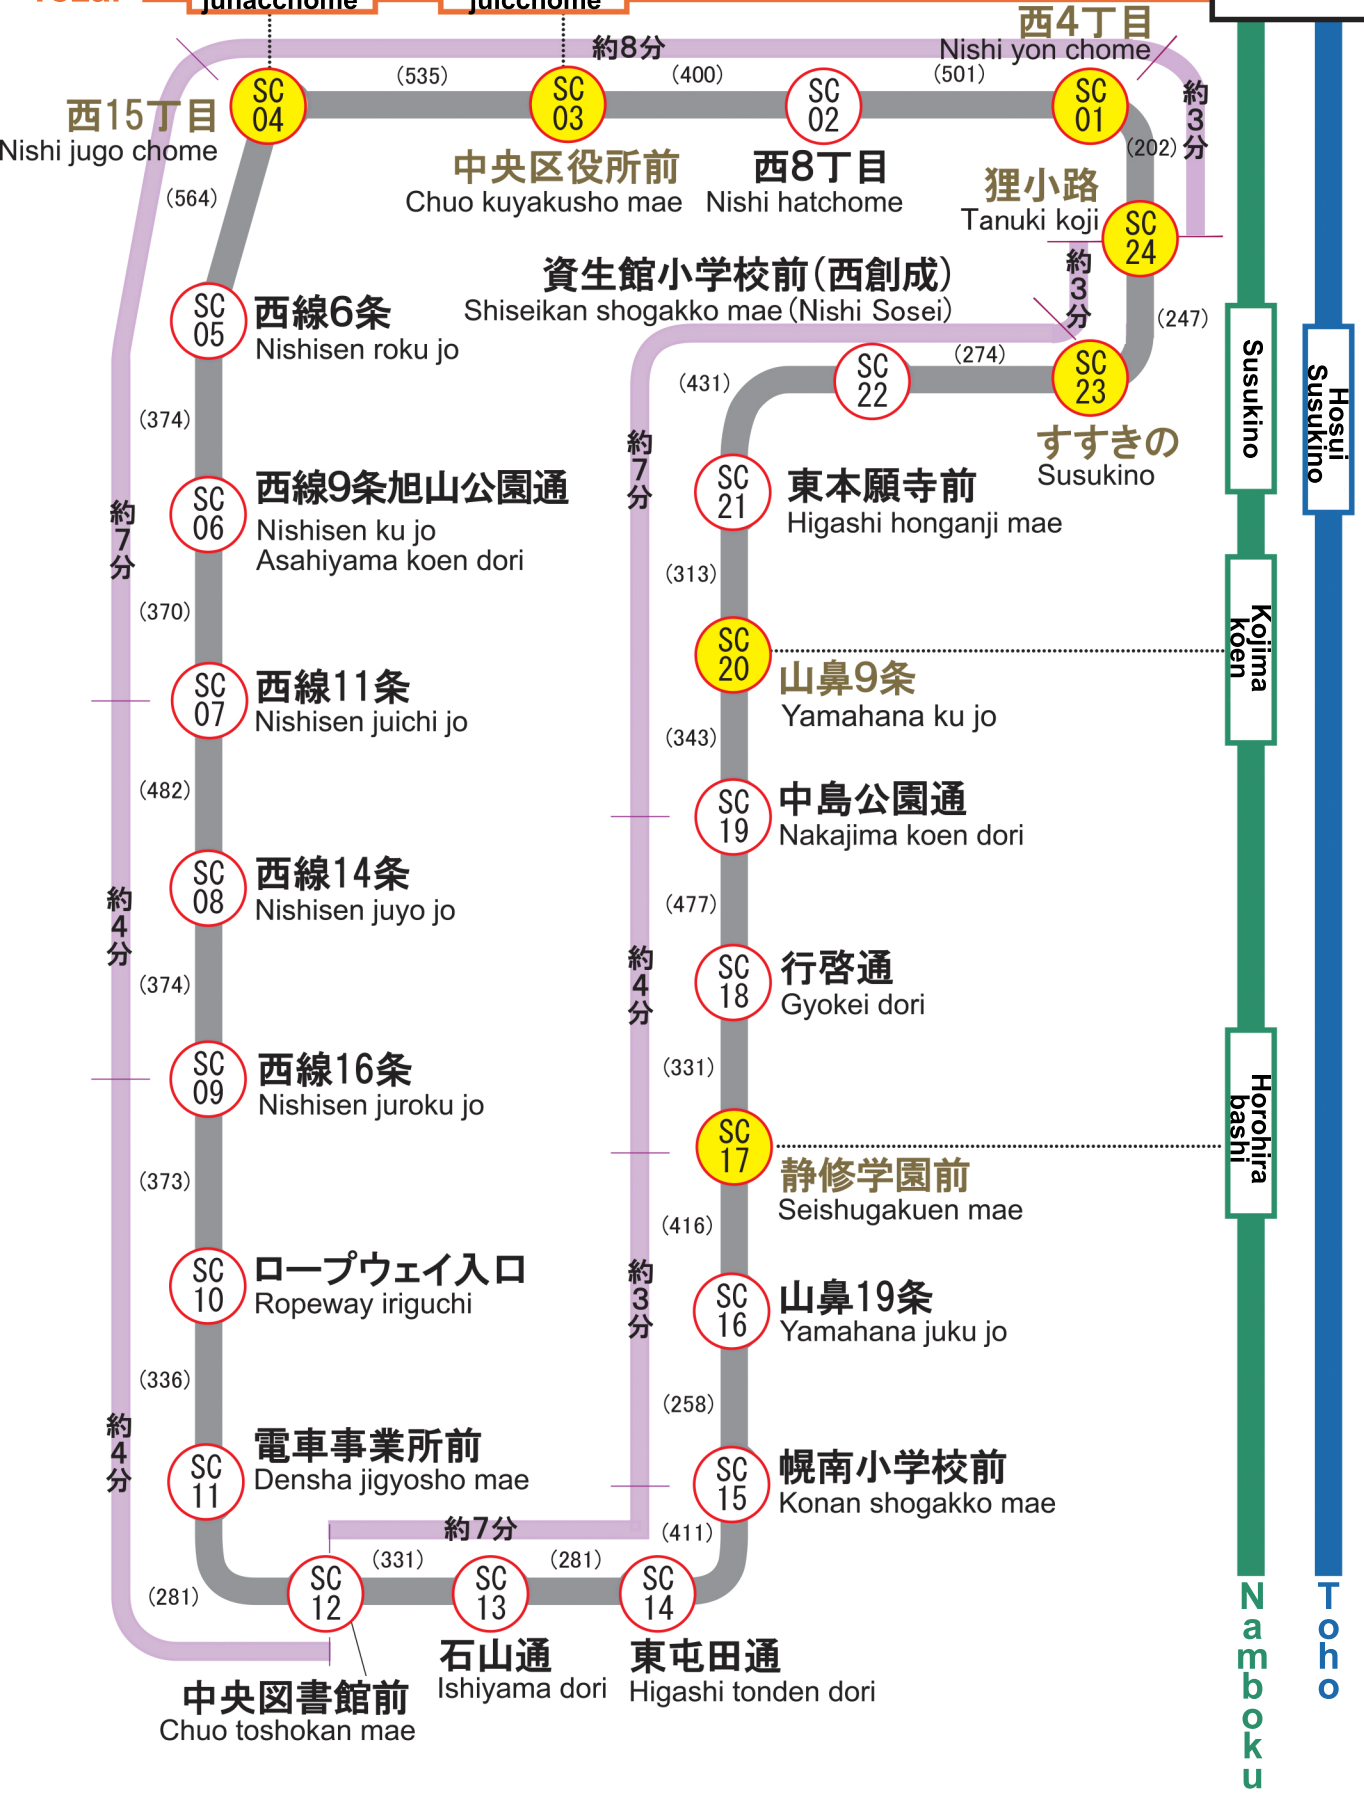 西4丁目
Nishi yon chome
約8分
(535)
(400)
(501)
SC
04
SC
03
SC
02
SC
01
約3分
西15丁目
Nishi jugo chome
中央区役所前
Chuo kuyakusho mae
西8丁目
Nishi hatchome
(202)
狸小路
Tanuki koji
SC
24
(564)
資生館小学校前(西創成)
Shiseikan shogakko mae (Nishi Sosei)
約3分
(247)
SC
05
西線6条
Nishisen roku jo
(274)
SC
22
SC
23
すすきの
Susukino
(431)
(374)
約7分
SC
21
東本願寺前
Higashi honganji mae
SC
06
西線9条旭山公園通
Nishisen ku jo
Asahiyama koen dori
約7分
(313)
(370)
SC
20
山鼻9条
Yamahana ku jo
SC
07
西線11条
Nishisen juichi jo
(343)
(482)
SC
19
中島公園通
Nakajima koen dori
SC
08
西線14条
Nishisen juyo jo
約4分
(477)
(374)
SC
18
行啓通
Gyokei dori
約4分
SC
09
西線16条
Nishisen juroku jo
(331)
SC
17
静修学園前
Seishugakuen mae
(373)
(416)
SC
10
ロープウェイ入口
Ropeway iriguchi
約3分
SC
16
山鼻19条
Yamahana juku jo
(336)
(258)
約4分
SC
11
電車事業所前
Densha jigyosho mae
SC
15
幌南小学校前
Konan shogakko mae
約7分
(411)
(281)
(331)
(281)
SC
12
SC
13
SC
14
中央図書館前
Chuo toshokan mae
石山通
Ishiyama dori
東屯田通
Higashi tonden dori
Susukino
Hosui
Susukino
Kojima
koen
Horohira
bashi
Namboku
Toho